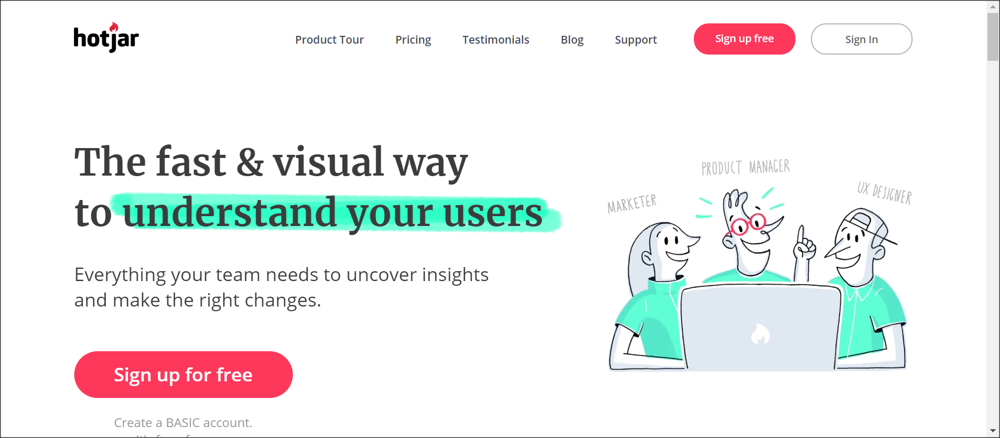 hotjar
Product Tour
Pricing
Testimonials
Blog
Support
Sign up free
Sign In
The fast & visual way
to understand your users
Everything your team needs to uncover insights
and make the right changes.
Sign up for free
Create a BASIC account.
MARKETER
PRODUCT MANAGER
UX DESIGNER